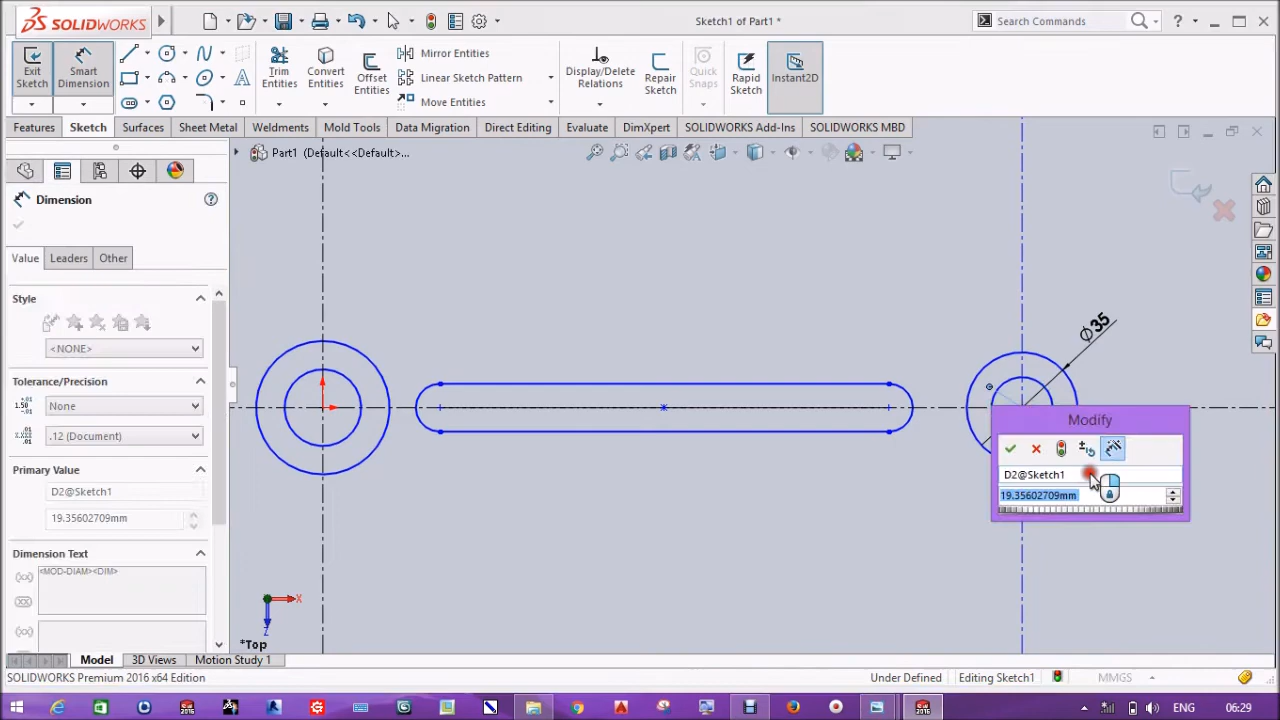 SOLIDWORKS
Sketch1 of Part1 *
Search Commands
Exit Sketch
Smart Dimension
Trim Entities
Convert Entities
Offset Entities
Mirror Entities
Linear Sketch Pattern
Move Entities
Display/Delete Relations
Repair Sketch
Quick Snaps
Rapid Sketch
Instant2D
Features
Sketch
Surfaces
Sheet Metal
Weldments
Mold Tools
Data Migration
Direct Editing
Evaluate
DimXpert
SOLIDWORKS Add-Ins
SOLIDWORKS MBD
Part1 (Default<<Default>...
Dimension
Value
Leaders
Other
Style
<NONE>
Tolerance/Precision
None
.12 (Document)
Primary Value
D2@Sketch1
19.35602709mm
Dimension Text
<MOD-DIAM><DIM>
Ø35
Modify
D2@Sketch1
19.35602709mm
X
Z
*Top
Model
3D Views
Motion Study 1
SOLIDWORKS Premium 2016 x64 Edition
Under Defined
Editing Sketch1
MMGS
ENG
06:29